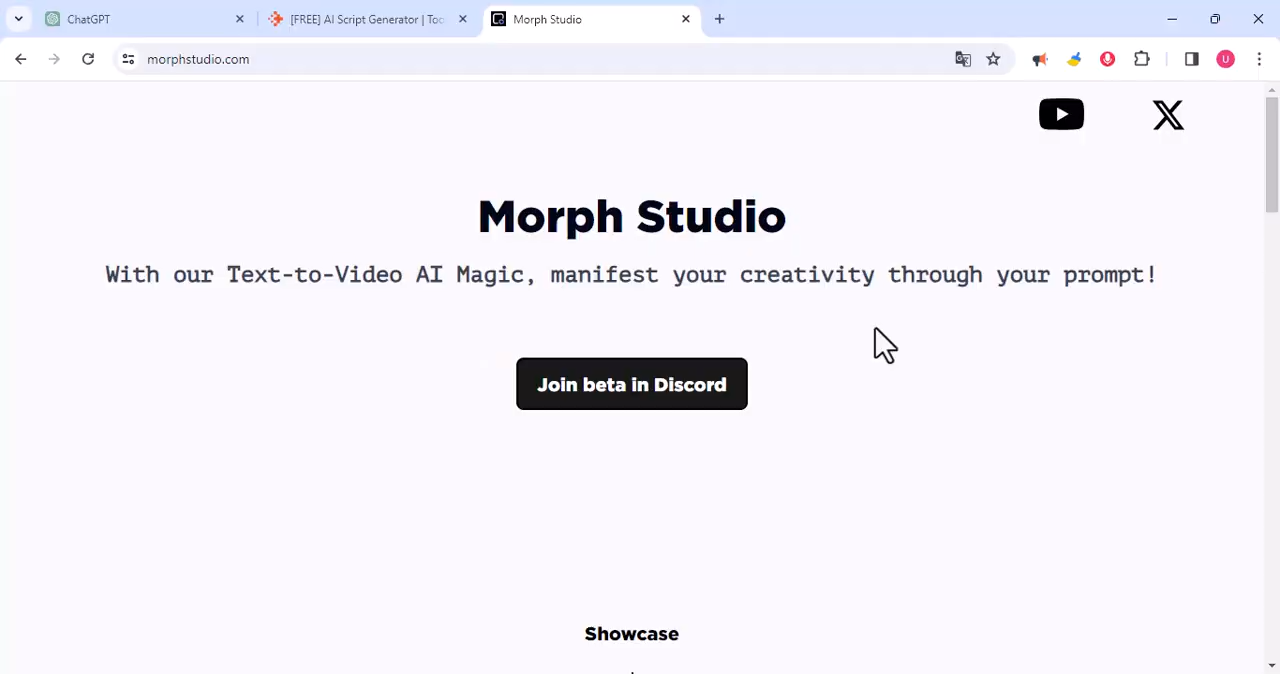 ChatGPT
[FREE] AI Script Generator | Too
Morph Studio
morphstudio.com
U
Morph Studio
With our Text-to-Video AI Magic, manifest your creativity through your prompt!
Join beta in Discord
Showcase